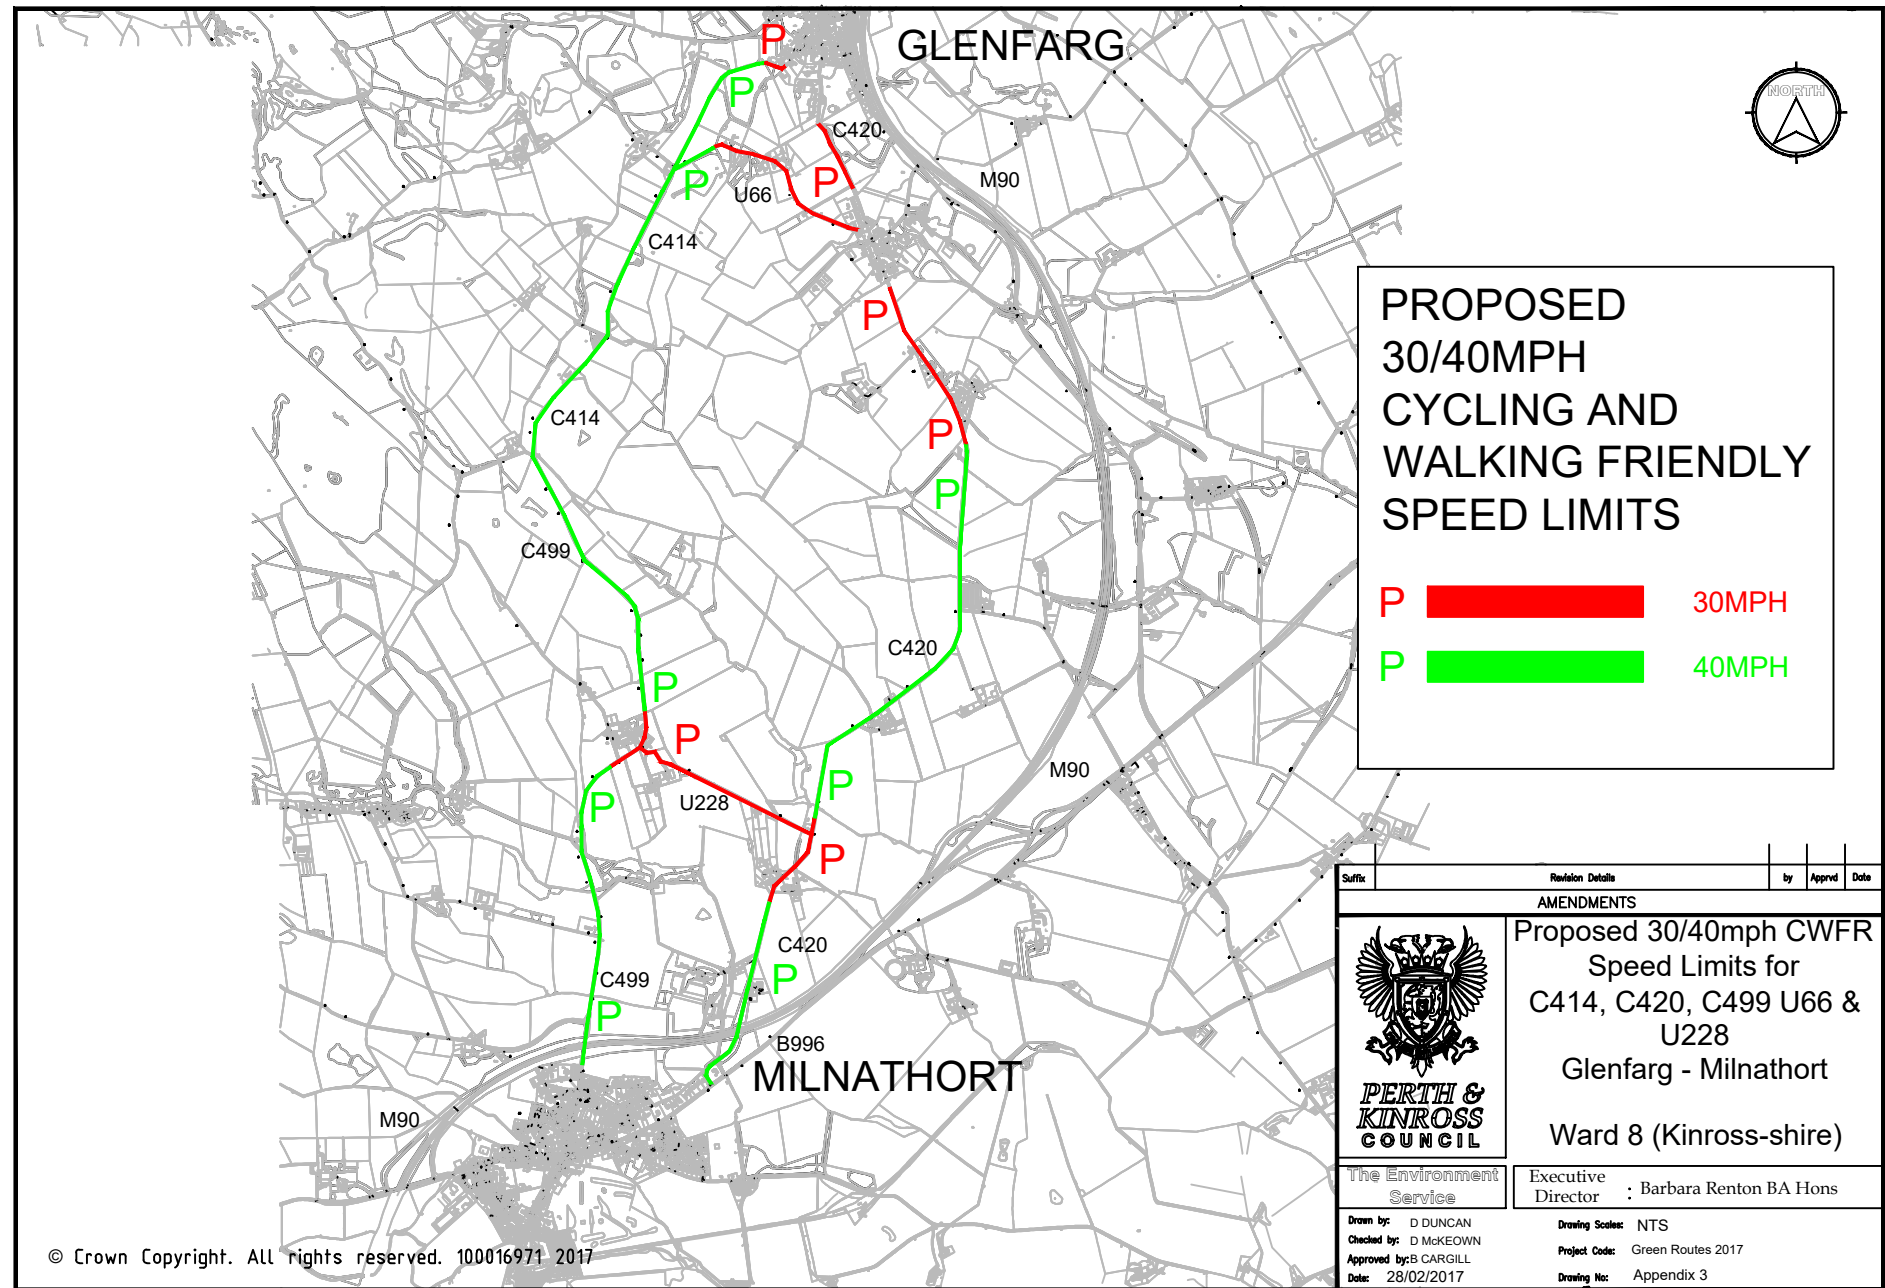 GLENFARG
NORTH
P
C420
P
M90
P
P
U66
C414
P
P
C414
P
P
C499
C420
P
P
M90
P
U228
P
P
C420
P
C499
P
B996
MILNATHORT
M90
PROPOSED
30/40MPH
CYCLING AND
WALKING FRIENDLY
SPEED LIMITS
P 30MPH
P 40MPH
Suffix Revision Details by Apprvd Date
AMENDMENTS
PERTH &
KINROSS
COUNCIL
Proposed 30/40mph CWFR
Speed Limits for
C414, C420, C499 U66 &
U228
Glenfarg - Milnathort
Ward 8 (Kinross-shire)
The Environment
Service
Executive
Director : Barbara Renton BA Hons
Drawn by: D DUNCAN
Checked by: D McKEOWN
Approved by: B CARGILL
Date: 28/02/2017
Drawing Scales: NTS
Project Code: Green Routes 2017
Drawing No: Appendix 3
© Crown Copyright. All rights reserved. 100016971 2017